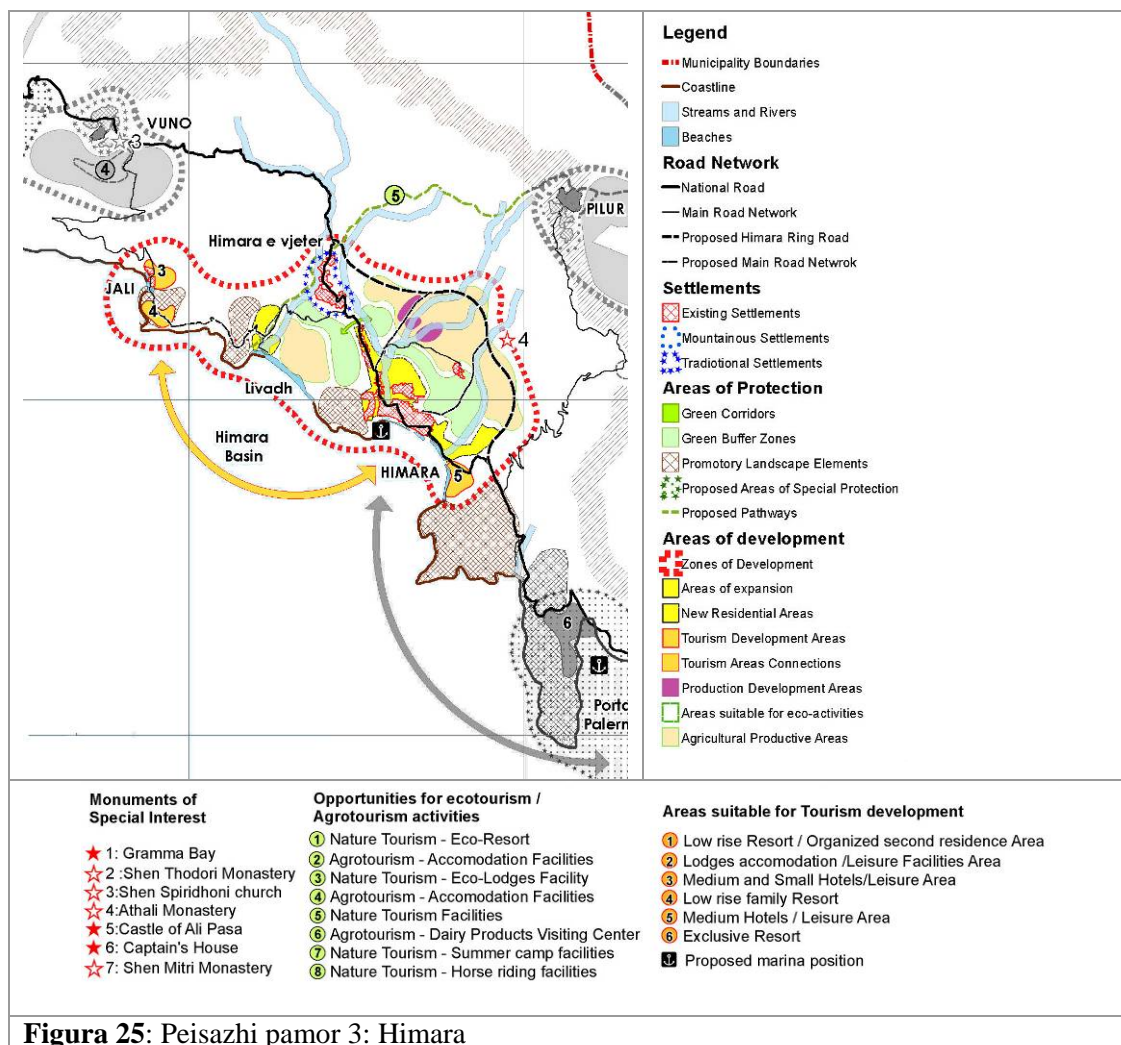 VUNO
3
4
5
PILUR
Himara e vjeter
3
JALI
4
4
Livadh
Himara
Basin
HIMARA
5
6
Porto
Palerm
Legend
Municipality Boundaries
Coastline
Streams and Rivers
Beaches
Road Network
National Road
Main Road Network
Proposed Himara Ring Road
Proposed Main Road Netwrok
Settlements
Existing Settlements
Mountainous Settlements
Tradiotional Settlements
Areas of Protection
Green Corridors
Green Buffer Zones
Promotory Landscape Elements
Proposed Areas of Special Protection
Proposed Pathways
Areas of development
Zones of Development
Areas of expansion
New Residential Areas
Tourism Development Areas
Tourism Areas Connections
Production Development Areas
Areas suitable for eco-activities
Agricultural Productive Areas
Monuments of
Special Interest
1: Gramma Bay
2 :Shen Thodori Monastery
3:Shen Spiridhoni church
4:Athali Monastery
5:Castle of Ali Pasa
6: Captain's House
7: Shen Mitri Monastery
Opportunities for ecotourism /
Agrotourism activities
1 Nature Tourism - Eco-Resort
2 Agrotourism - Accomodation Facilities
3 Nature Tourism - Eco-Lodges Facility
4 Agrotourism - Accomodation Facilities
5 Nature Tourism Facilities
6 Agrotourism - Dairy Products Visiting Center
7 Nature Tourism - Summer camp facilities
8 Nature Tourism - Horse riding facilities
Areas suitable for Tourism development
1 Low rise Resort / Organized second residence Area
2 Lodges accomodation /Leisure Facilities Area
3 Medium and Small Hotels/Leisure Area
4 Low rise family Resort
5 Medium Hotels / Leisure Area
6 Exclusive Resort
Proposed marina position
Figura 25: Peisazhi pamor 3: Himara